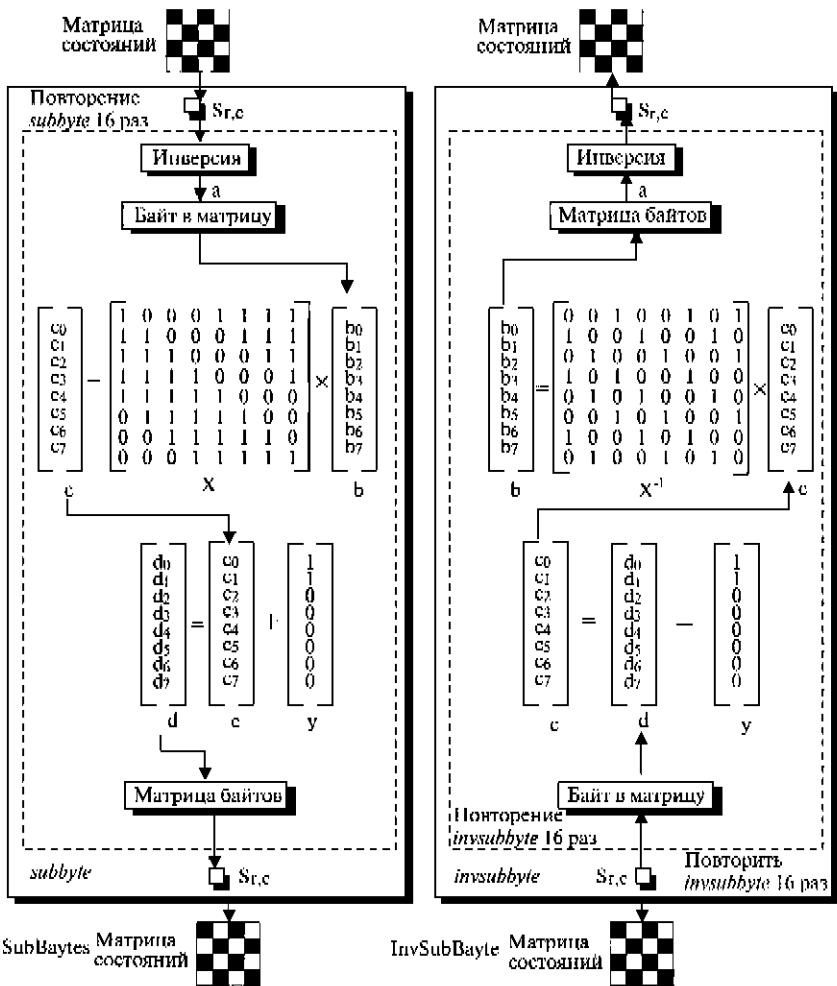 Матрица
состояний
Повторение
subbyte 16 раз
Sr,c
Инверсия
a
Байт в матрицу
c0
c1
c2
c3
c4
c5
c6
c7
1 0 0 0 1 1 1 1
1 1 0 0 0 1 1 1
1 1 1 0 0 0 1 1
1 1 1 1 0 0 0 1
1 1 1 1 1 0 0 0
0 1 1 1 1 1 0 0
0 0 1 1 1 1 1 0
0 0 0 1 1 1 1 1
×
b0
b1
b2
b3
b4
b5
b6
b7
c X b
d0
d1
d2
d3
d4
d5
d6
d7
=
c0
c1
c2
c3
c4
c5
c6
c7
1
1
0
0
0
0
0
0
d c y
Матрица байтов
subbyte
Sr,c
SubBaytes
Матрица
состояний
Матрица
состояний
Sr,c
Инверсия
a
Матрица байтов
b0
b1
b2
b3
b4
b5
b6
b7
=
0 0 1 0 0 1 0 1
1 0 0 1 0 0 1 0
0 1 0 0 1 0 0 1
1 0 1 0 0 1 0 0
0 1 0 1 0 0 1 0
0 0 1 0 1 0 0 1
1 0 0 1 0 1 0 0
0 1 0 0 1 0 1 0
×
c0
c1
c2
c3
c4
c5
c6
c7
b X-1 c
c0
c1
c2
c3
c4
c5
c6
c7
=
d0
d1
d2
d3
d4
d5
d6
d7
−
1
1
0
0
0
0
0
0
c d y
Байт в матрицу
Повторение
invsubbyte 16 раз
invsubbyte
Sr,c
Повторить
invsubbyte 16 раз
InvSubBayte
Матрица
состояний